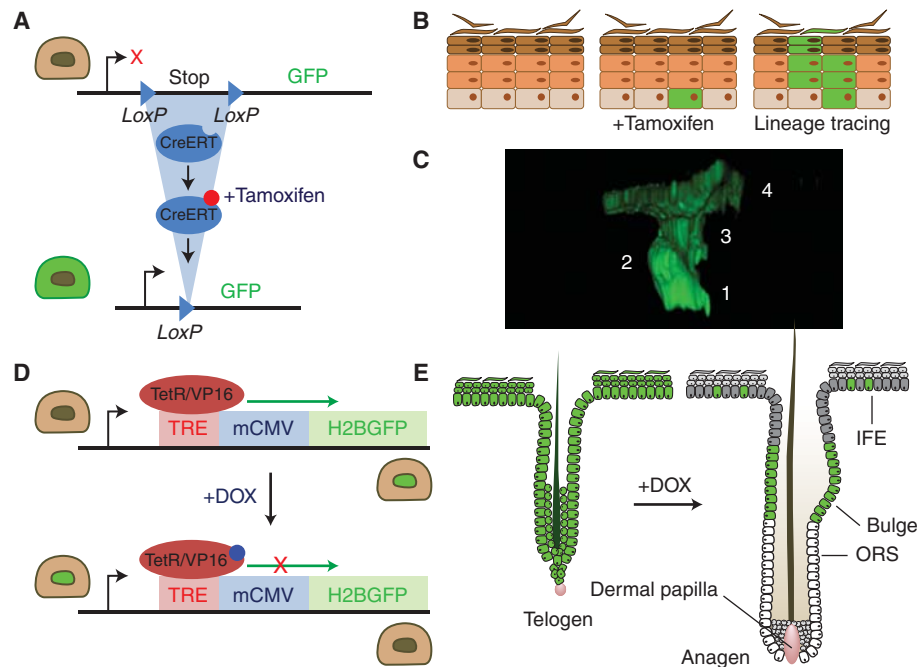 A
X
Stop
GFP
LoxP
LoxP
CreERT
+Tamoxifen
CreERT
GFP
LoxP
B
+Tamoxifen
Lineage tracing
C
4
3
2
1
D
TetR/VP16
TRE
mCMV
H2BGFP
+DOX
TetR/VP16
X
TRE
mCMV
H2BGFP
E
IFE
+DOX
Bulge
ORS
Dermal papilla
Telogen
Anagen